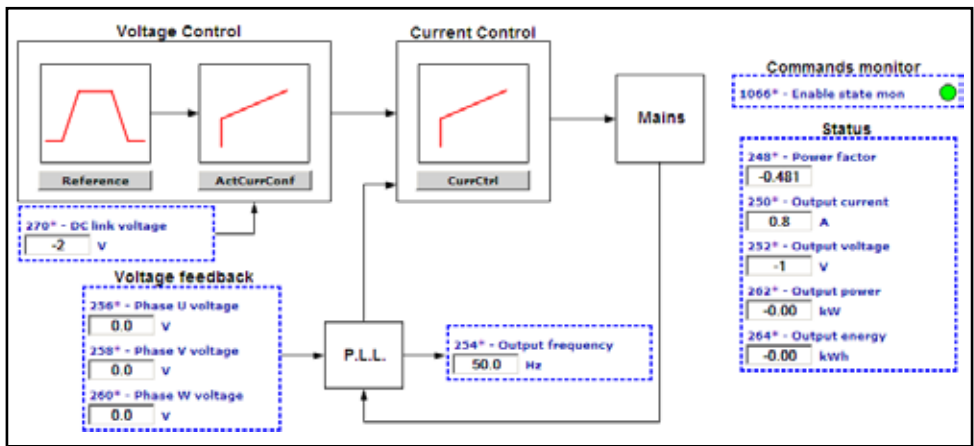 Voltage Control
Current Control
Reference
ActCurrConf
CurrCtrl
Mains
270* - DC link voltage
-2 V
Voltage feedback
256* - Phase U voltage
0.0 V
258* - Phase V voltage
0.0 V
260* - Phase W voltage
0.0 V
P.L.L.
254* - Output frequency
50.0 Hz
Commands monitor
1066* - Enable state mon
Status
248* - Power factor
-0.481
250* - Output current
0.8 A
252* - Output voltage
-1 V
262* - Output power
-0.00 kW
264* - Output energy
-0.00 kWh